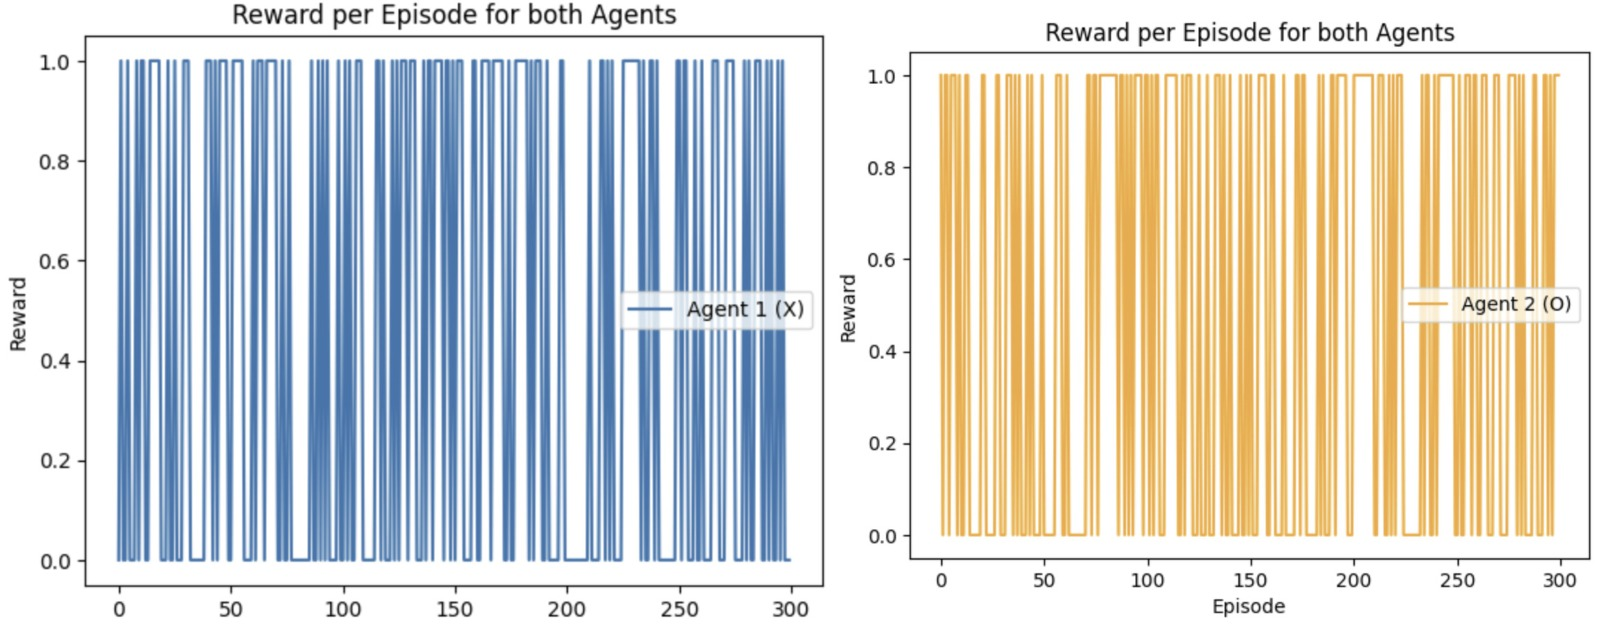 Reward per Episode for both Agents
1.0
0.8
0.6
0.4
0.2
0.0
Reward
Agent 1 (X)
0 50 100 150 200 250 300
Reward per Episode for both Agents
1.0
0.8
0.6
0.4
0.2
0.0
Reward
Agent 2 (O)
0 50 100 150 200 250 300
Episode